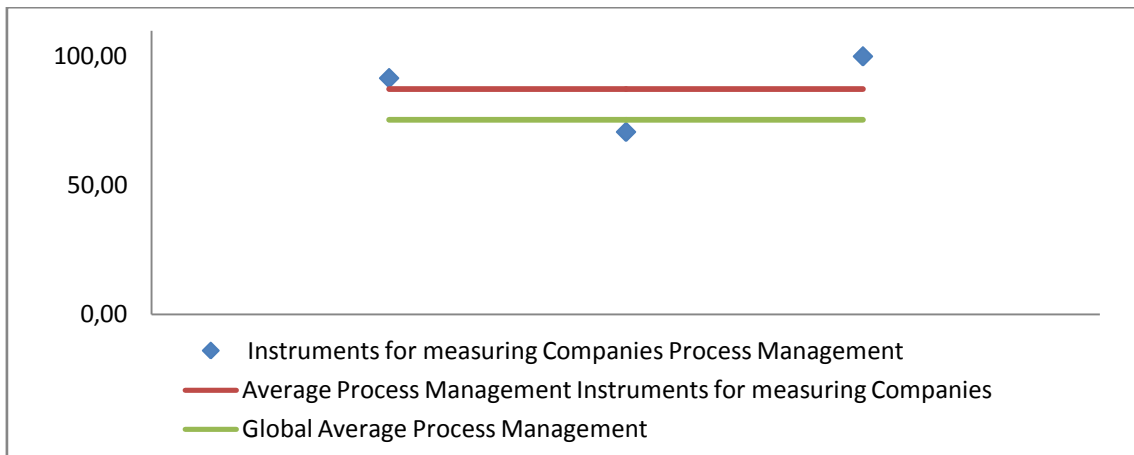 100,00
50,00
0,00
Instruments for measuring Companies Process Management
Average Process Management Instruments for measuring Companies
Global Average Process Management